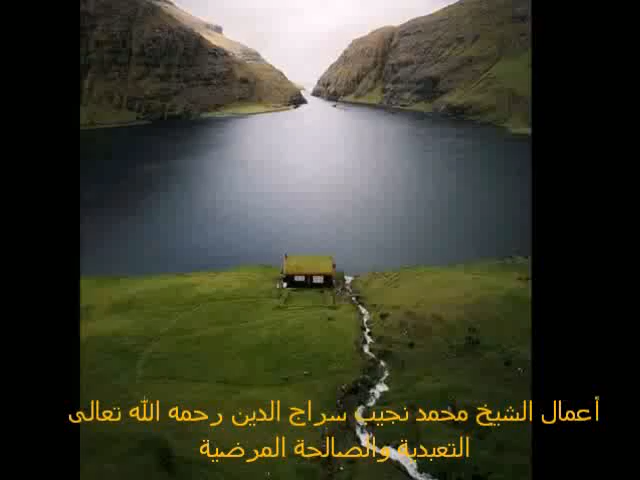 أعمال الشيخ محمد نجيب سراج الدين رحمه الله تعالى
التعبدية والصالحة المرضية